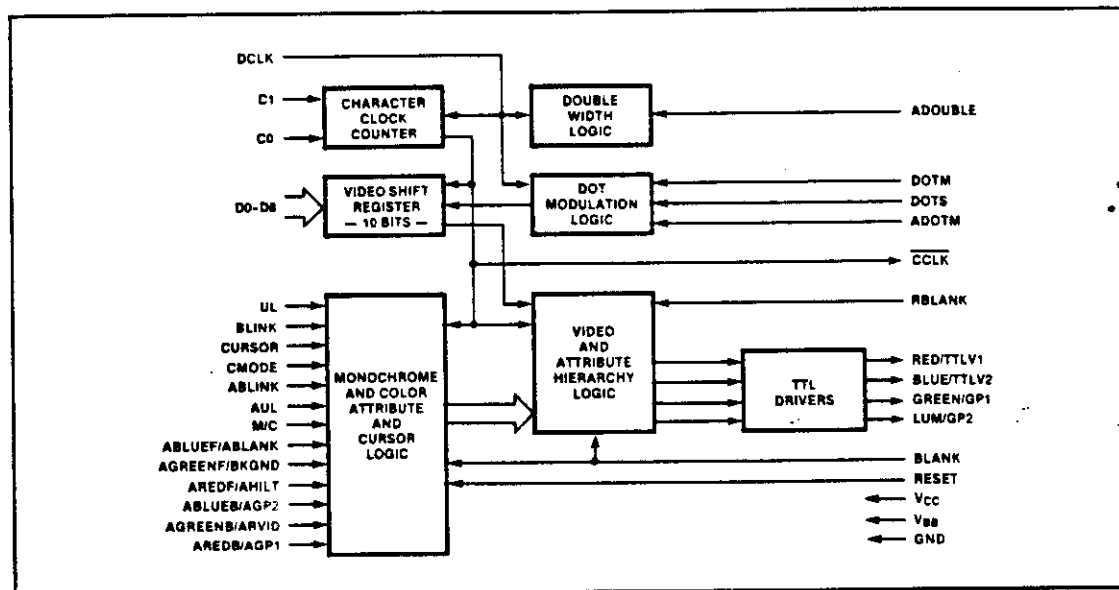 DCLK
C1
C0
CHARACTER
CLOCK
COUNTER
DOUBLE
WIDTH
LOGIC
ADOUBLE
D0-D8
VIDEO SHIFT
REGISTER
— 10 BITS —
DOT
MODULATION
LOGIC
DOTM
DOTS
ADOTM
CCLK
UL
BLINK
CURSOR
CMODE
ABLINK
AUL
M/C
ABLUEF/ABLANK
AGREENF/BKGND
AREDF/AHILT
ABLUEB/AGP2
AGREENB/ARVID
AREDB/AGP1
MONOCHROME
AND COLOR
ATTRIBUTE
AND
CURSOR
LOGIC
VIDEO
AND
ATTRIBUTE
HIERARCHY
LOGIC
RBLANK
TTL
DRIVERS
RED/TTLV1
BLUE/TTLV2
GREEN/GP1
LUM/GP2
BLANK
RESET
VCC
VBB
GND